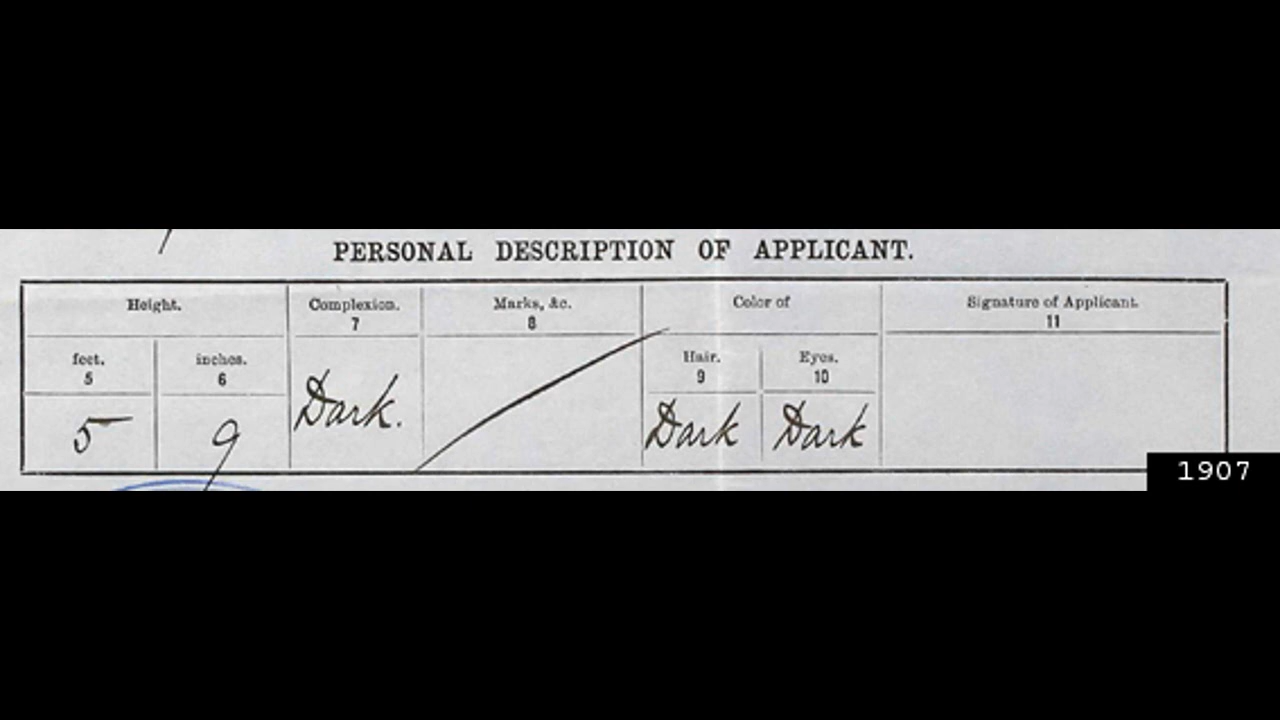 PERSONAL DESCRIPTION OF APPLICANT.
Height. Complexion. Marks, &c. Color of Signature of Applicant.
7 8 11
feet. inches. Hair. Eyes.
5 6 9 10
Dark.
5 9 Dark Dark
1907